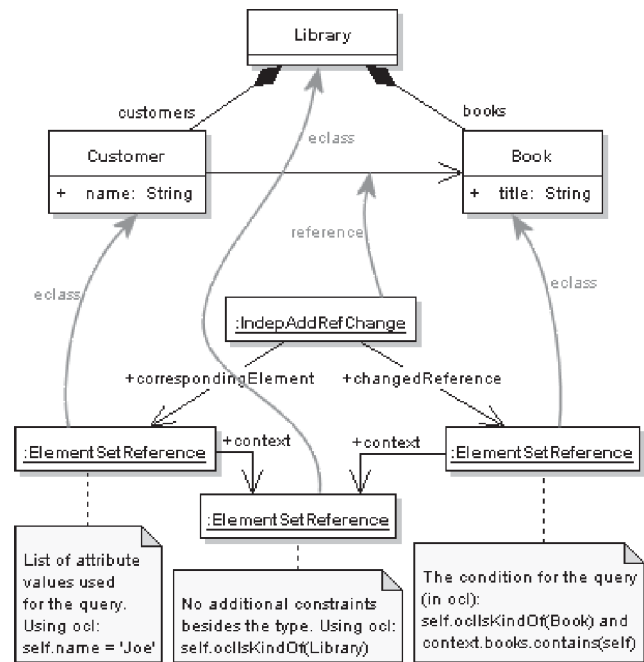 Library
customers
eclass
books
Customer
+ name: String
Book
+ title: String
reference
eclass
eclass
:IndepAddRefChange
+correspondingElement
+changedReference
:ElementSetReference
+context
+context
:ElementSetReference
:ElementSetReference
List of attribute
values used
for the query.
Using ocl:
self.name = 'Joe'
No additional constraints
besides the type. Using ocl:
self.oclIsKindOf(Library)
The condition for the query
(in ocl):
self.oclIsKindOf(Book) and
context.books.contains(self)